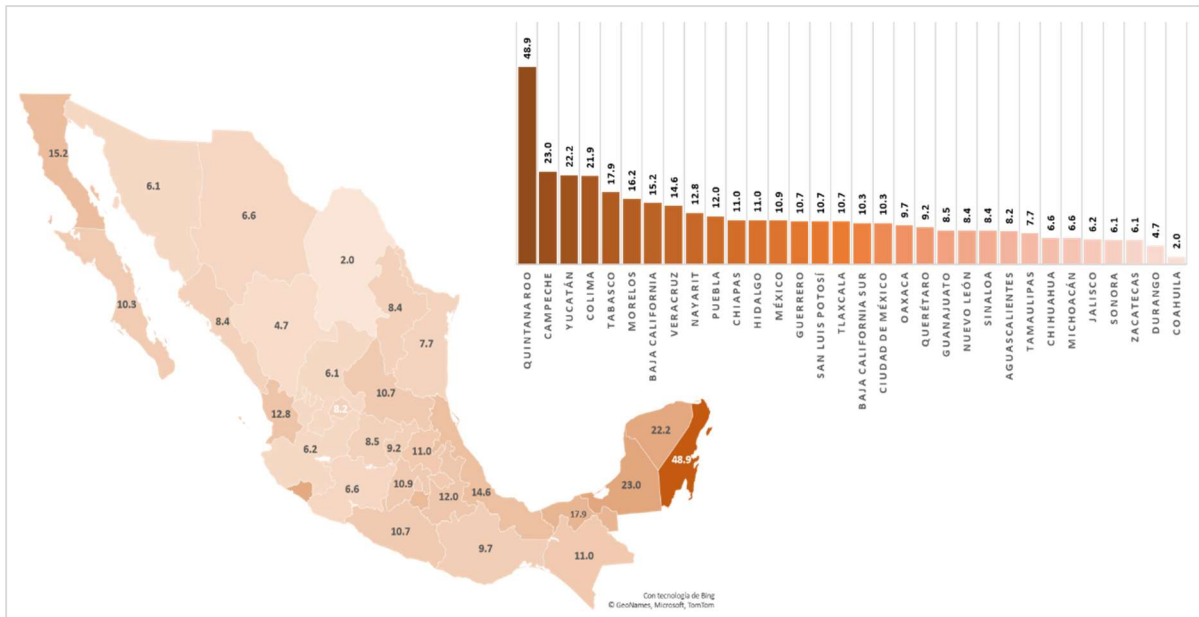 48.9
23.0
22.2
21.9
17.9
16.2
15.2
14.6
12.8
12.0
11.0
11.0
10.9
10.7
10.7
10.7
10.3
10.3
9.7
9.2
8.5
8.4
8.4
8.2
7.7
6.6
6.6
6.2
6.1
6.1
4.7
2.0
QUINTANA ROO
CAMPECHE
YUCATÁN
COLIMA
TABASCO
MORELOS
BAJA CALIFORNIA
VERACRUZ
NAYARIT
PUEBLA
CHIAPAS
HIDALGO
MÉXICO
GUERRERO
SAN LUIS POTOSÍ
TLAXCALA
BAJA CALIFORNIA SUR
CIUDAD DE MÉXICO
OAXACA
QUERÉTARO
GUANAJUATO
NUEVO LEÓN
SINALOA
AGUASCALIENTES
TAMAULIPAS
CHIHUAHUA
MICHOACÁN
JALISCO
SONORA
ZACATECAS
DURANGO
COAHUILA
15.2
6.1
6.6
2.0
10.3
8.4
4.7
8.4
7.7
6.1
10.7
12.8
8.2
6.2
8.5
9.2
11.0
6.6
10.9
12.0
14.6
10.7
9.7
17.9
11.0
22.2
23.0
48.9
Con tecnología de Bing
© GeoNames, Microsoft, TomTom